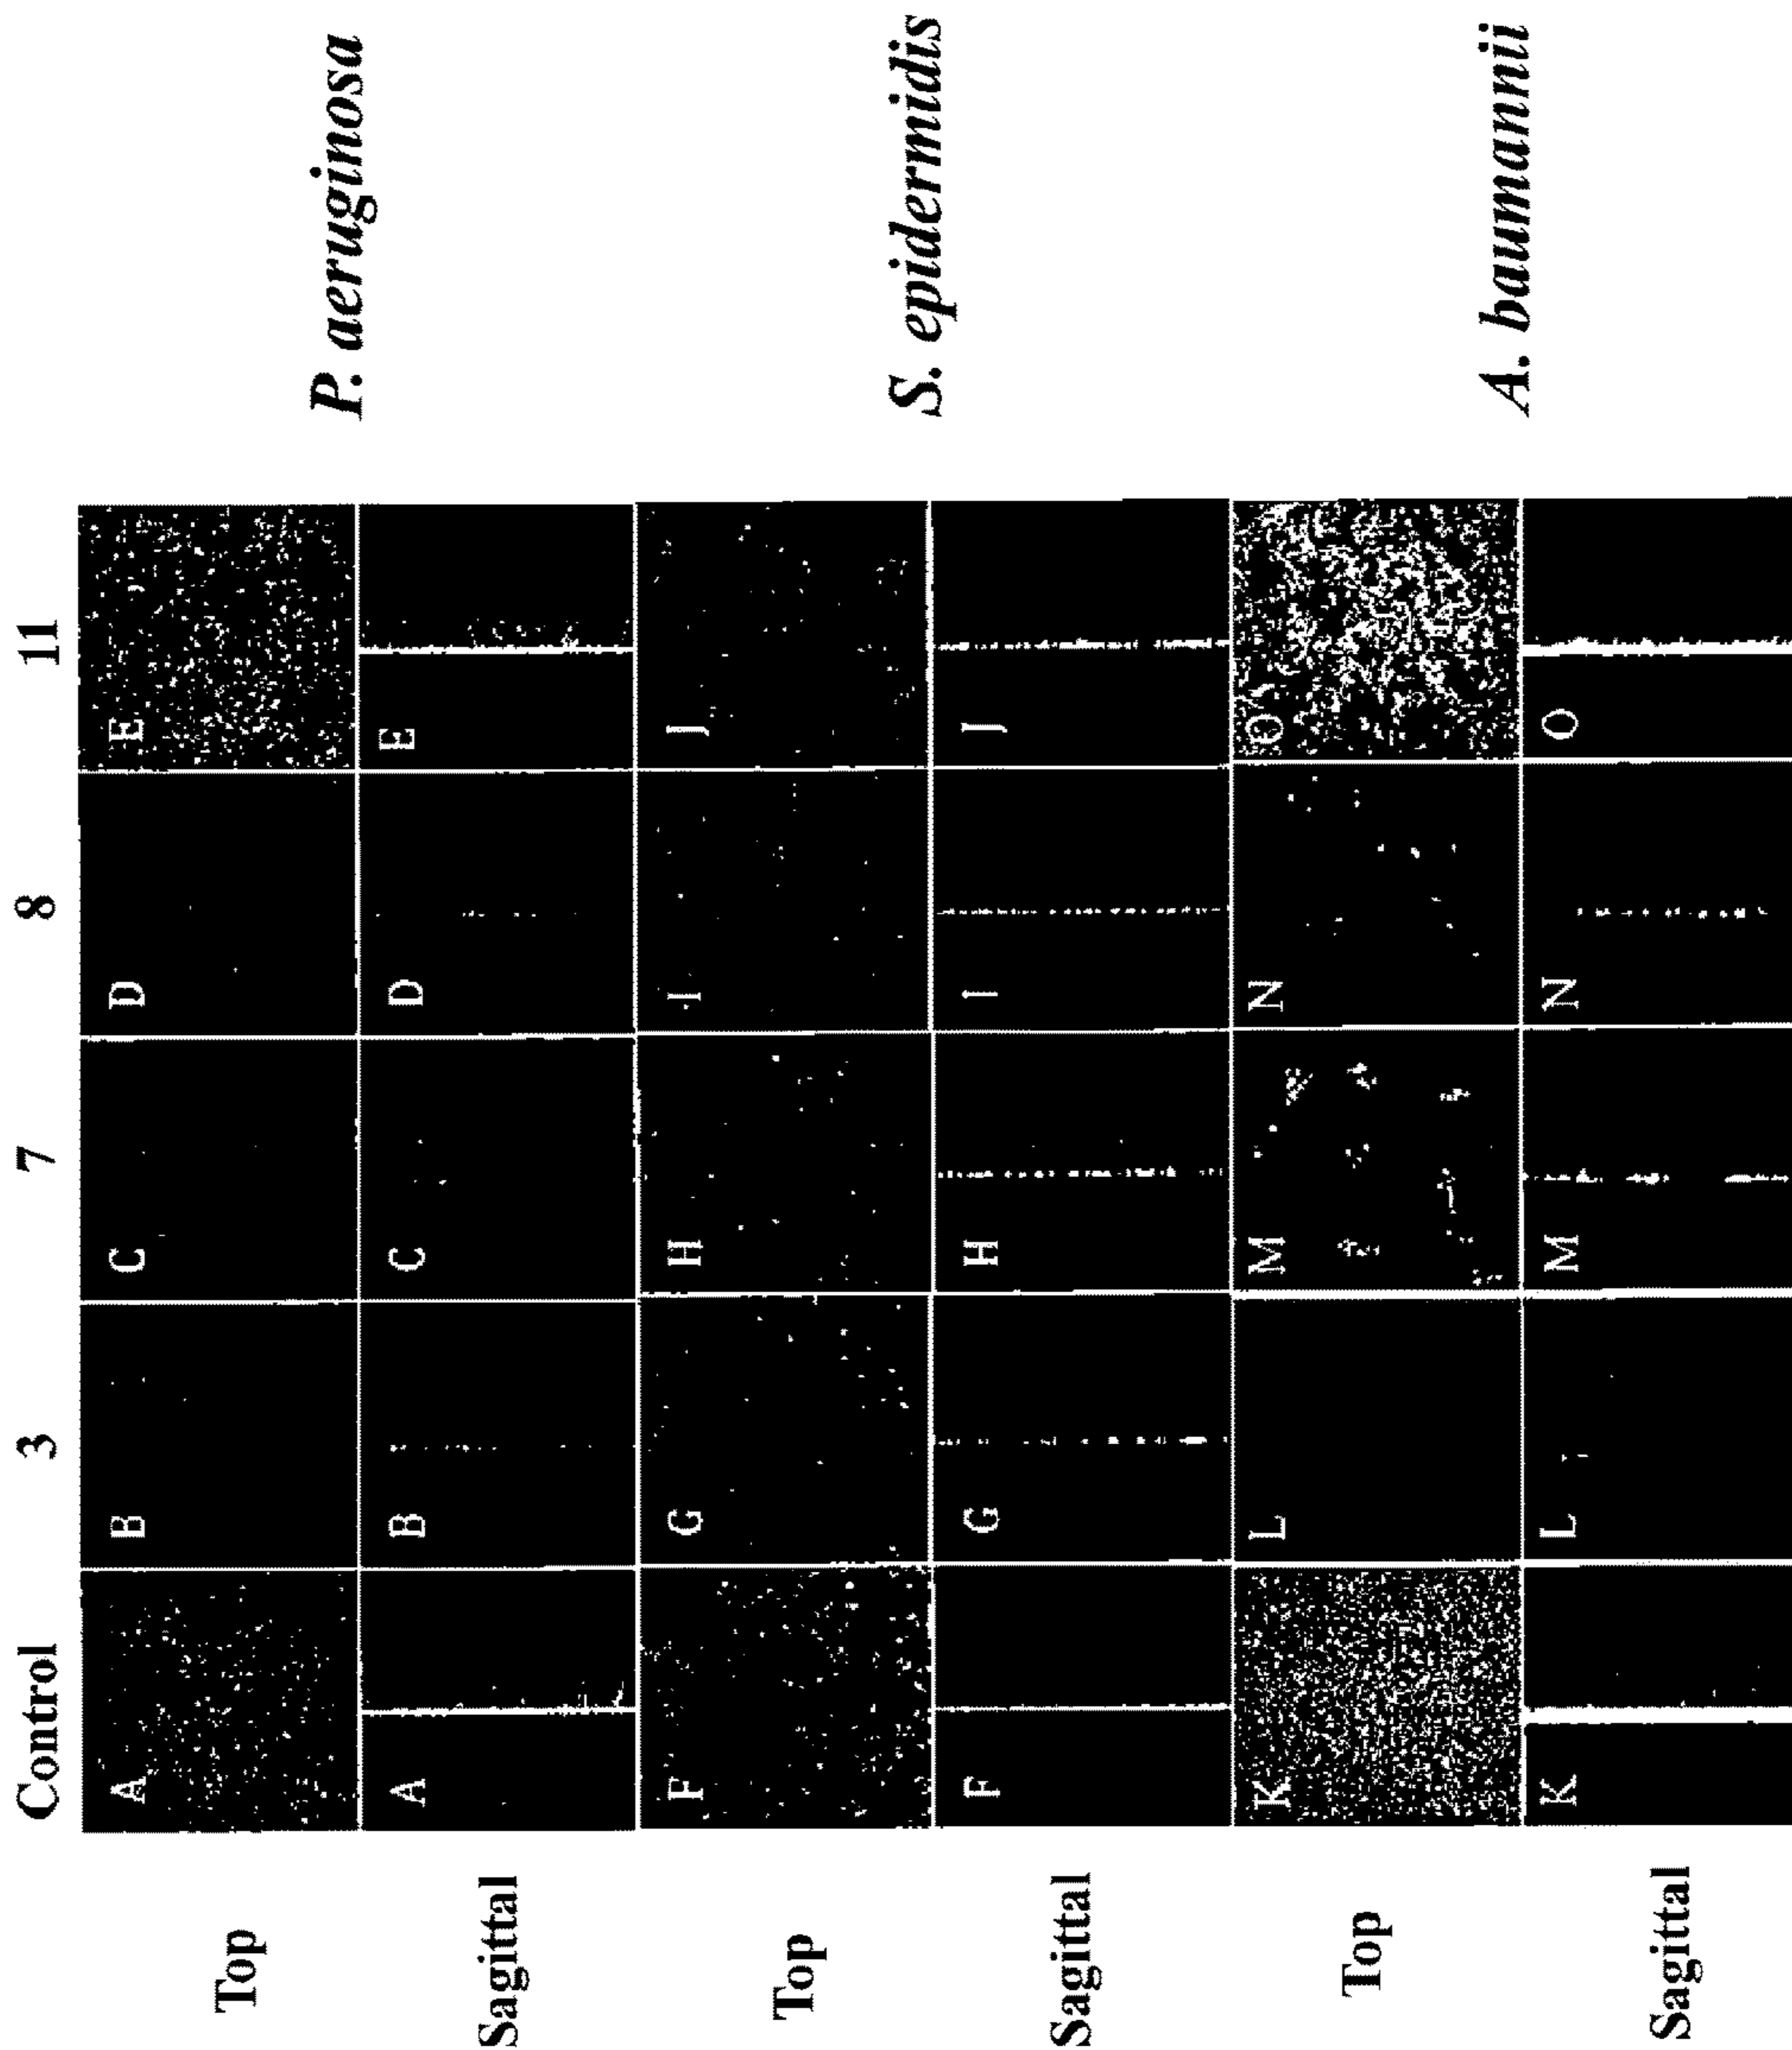 Control 3 7 8 11
Top A B C D E
P. aeruginosa
Sagittal A B C D E
Top F G H I J
S. epidermidis
Sagittal F G H I J
Top K L M N O
A. baumannii
Sagittal K L M N O